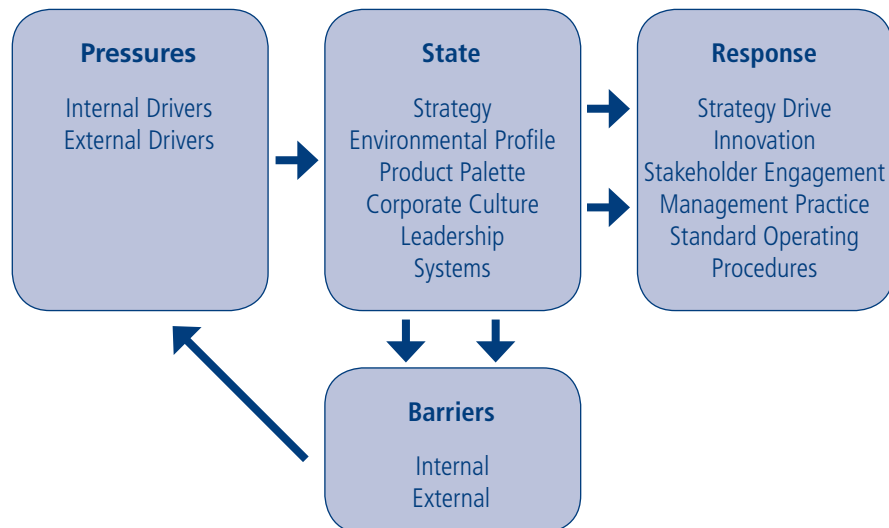 Pressures
Internal Drivers
External Drivers
State
Strategy
Environmental Profile
Product Palette
Corporate Culture
Leadership
Systems
Response
Strategy Drive
Innovation
Stakeholder Engagement
Management Practice
Standard Operating
Procedures
Barriers
Internal
External